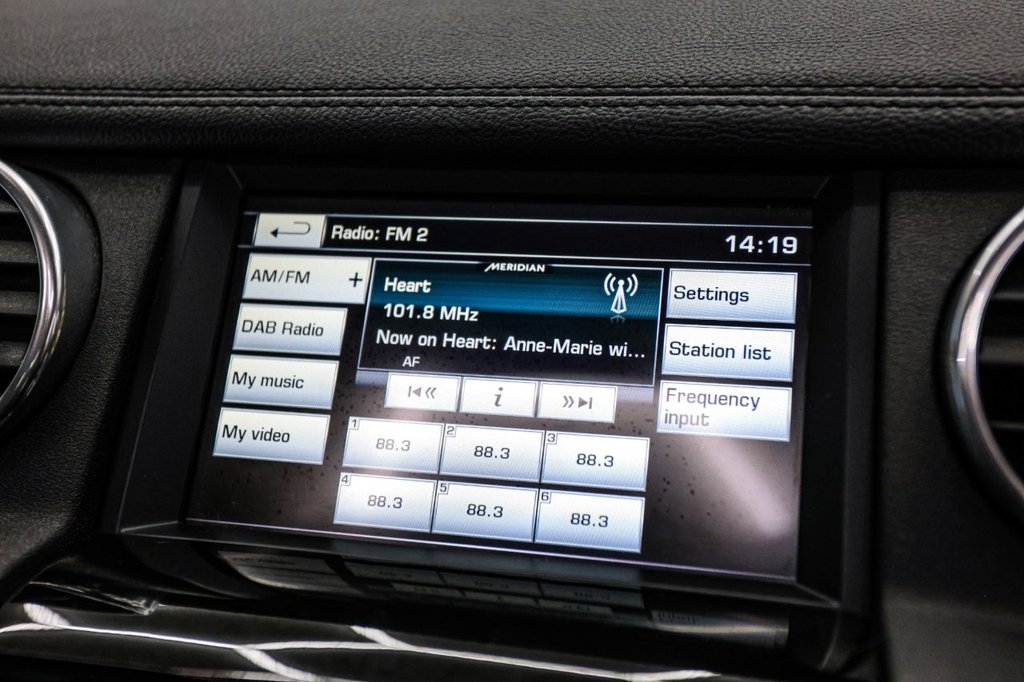 Radio: FM 2
14:19
AM/FM +
DAB Radio
My music
My video
MERIDIAN
Heart
101.8 MHz
Now on Heart: Anne-Marie wi...
AF
i
1 88.3
2 88.3
3 88.3
4 88.3
5 88.3
6 88.3
Settings
Station list
Frequency
input